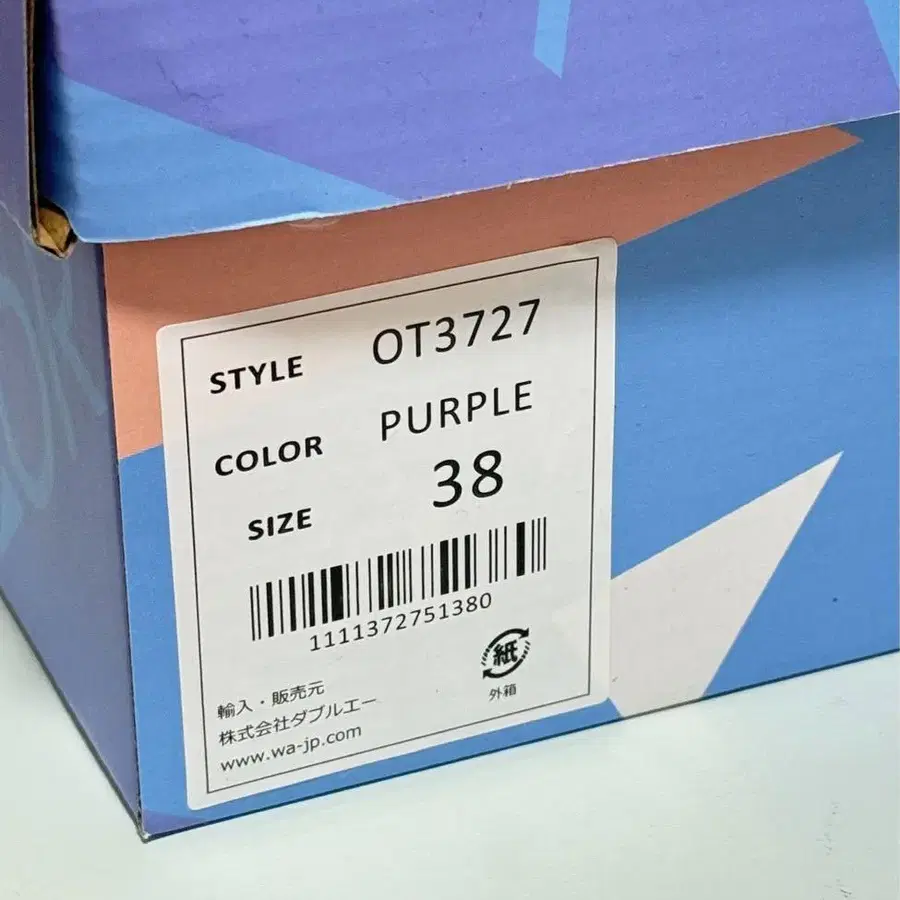 STYLE OT3727
COLOR PURPLE
SIZE 38
1111372751380
紙
外箱
輸入・販売元
株式会社ダブルエー
www.wa-jp.com